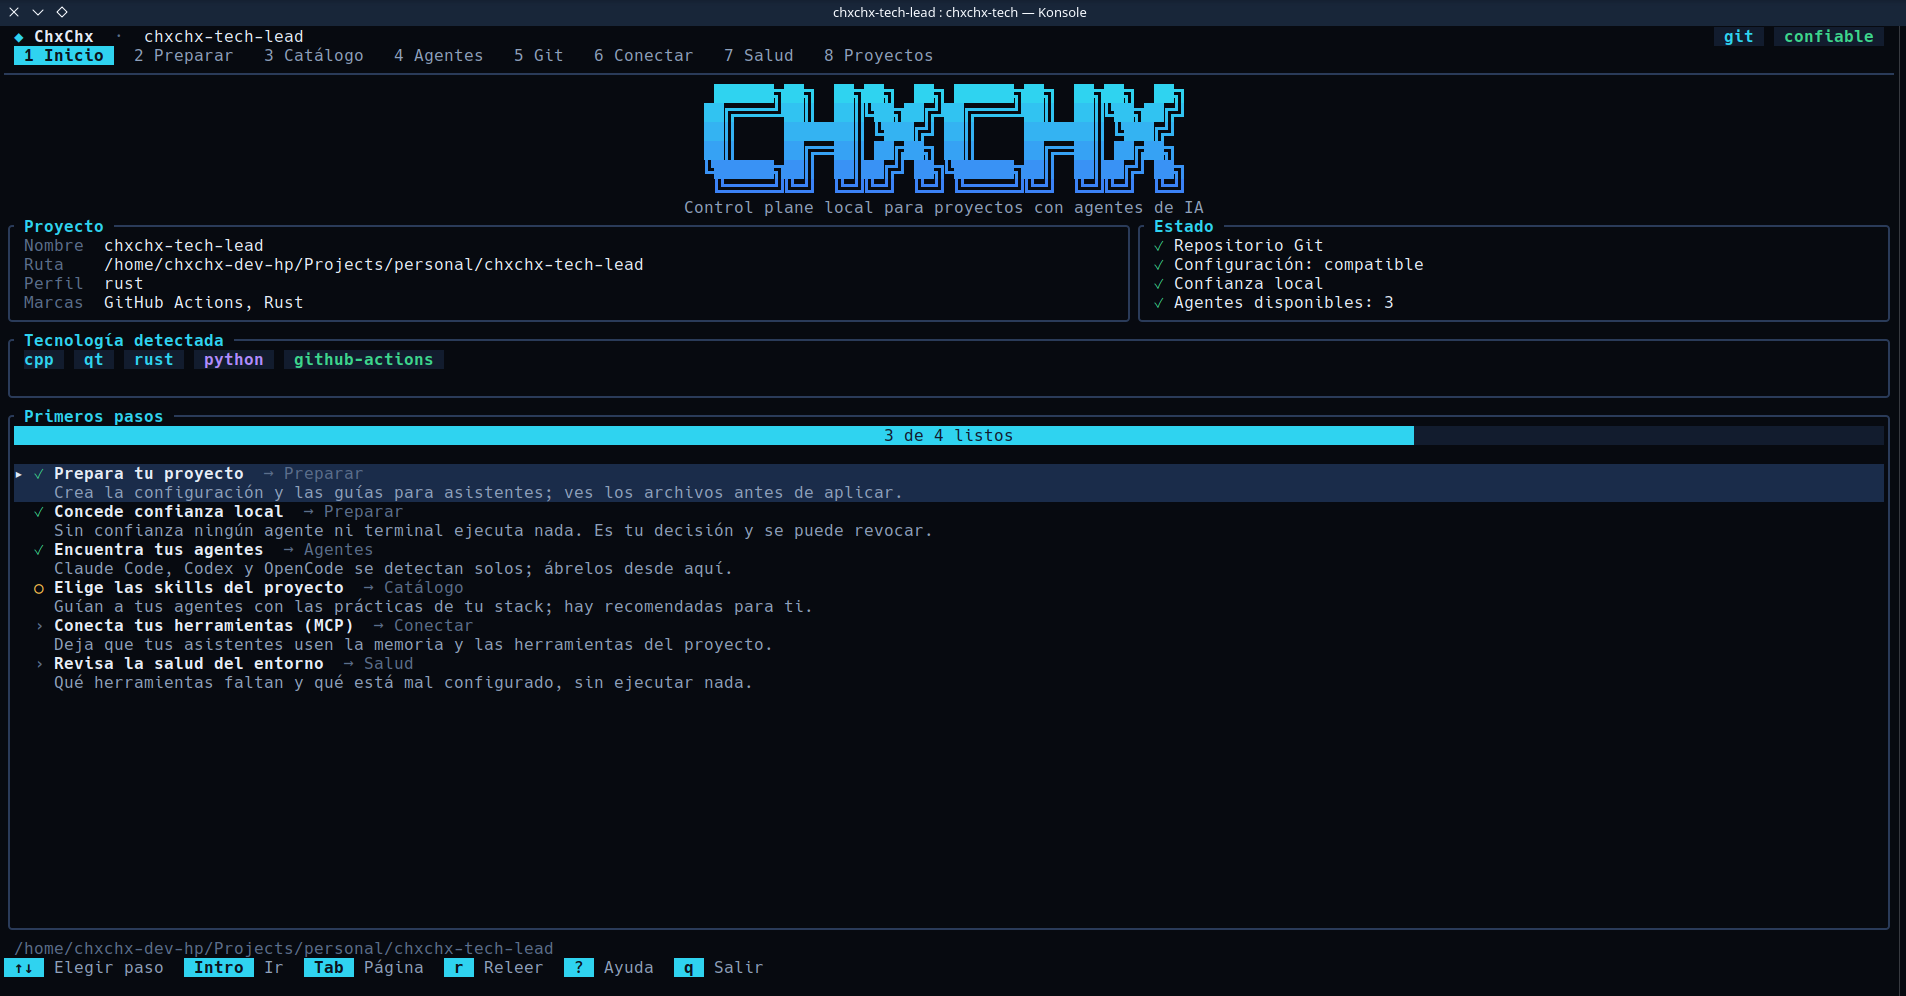 chxchx-tech-lead : chxchx-tech — Konsole
◆ ChxChx · chxchx-tech-lead git confiable
1 Inicio 2 Preparar 3 Catálogo 4 Agentes 5 Git 6 Conectar 7 Salud 8 Proyectos
CHXCHX
Control plane local para proyectos con agentes de IA
Proyecto
Nombre chxchx-tech-lead
Ruta /home/chxchx-dev-hp/Projects/personal/chxchx-tech-lead
Perfil rust
Marcas GitHub Actions, Rust
Estado
✓ Repositorio Git
✓ Configuración: compatible
✓ Confianza local
✓ Agentes disponibles: 3
Tecnología detectada
cpp qt rust python github-actions
Primeros pasos
3 de 4 listos
▸ ✓ Prepara tu proyecto → Preparar
Crea la configuración y las guías para asistentes; ves los archivos antes de aplicar.
✓ Concede confianza local → Preparar
Sin confianza ningún agente ni terminal ejecuta nada. Es tu decisión y se puede revocar.
✓ Encuentra tus agentes → Agentes
Claude Code, Codex y OpenCode se detectan solos; ábrelos desde aquí.
○ Elige las skills del proyecto → Catálogo
Guían a tus agentes con las prácticas de tu stack; hay recomendadas para ti.
› Conecta tus herramientas (MCP) → Conectar
Deja que tus asistentes usen la memoria y las herramientas del proyecto.
› Revisa la salud del entorno → Salud
Qué herramientas faltan y qué está mal configurado, sin ejecutar nada.
/home/chxchx-dev-hp/Projects/personal/chxchx-tech-lead
↑↓ Elegir paso Intro Ir Tab Página r Releer ? Ayuda q Salir